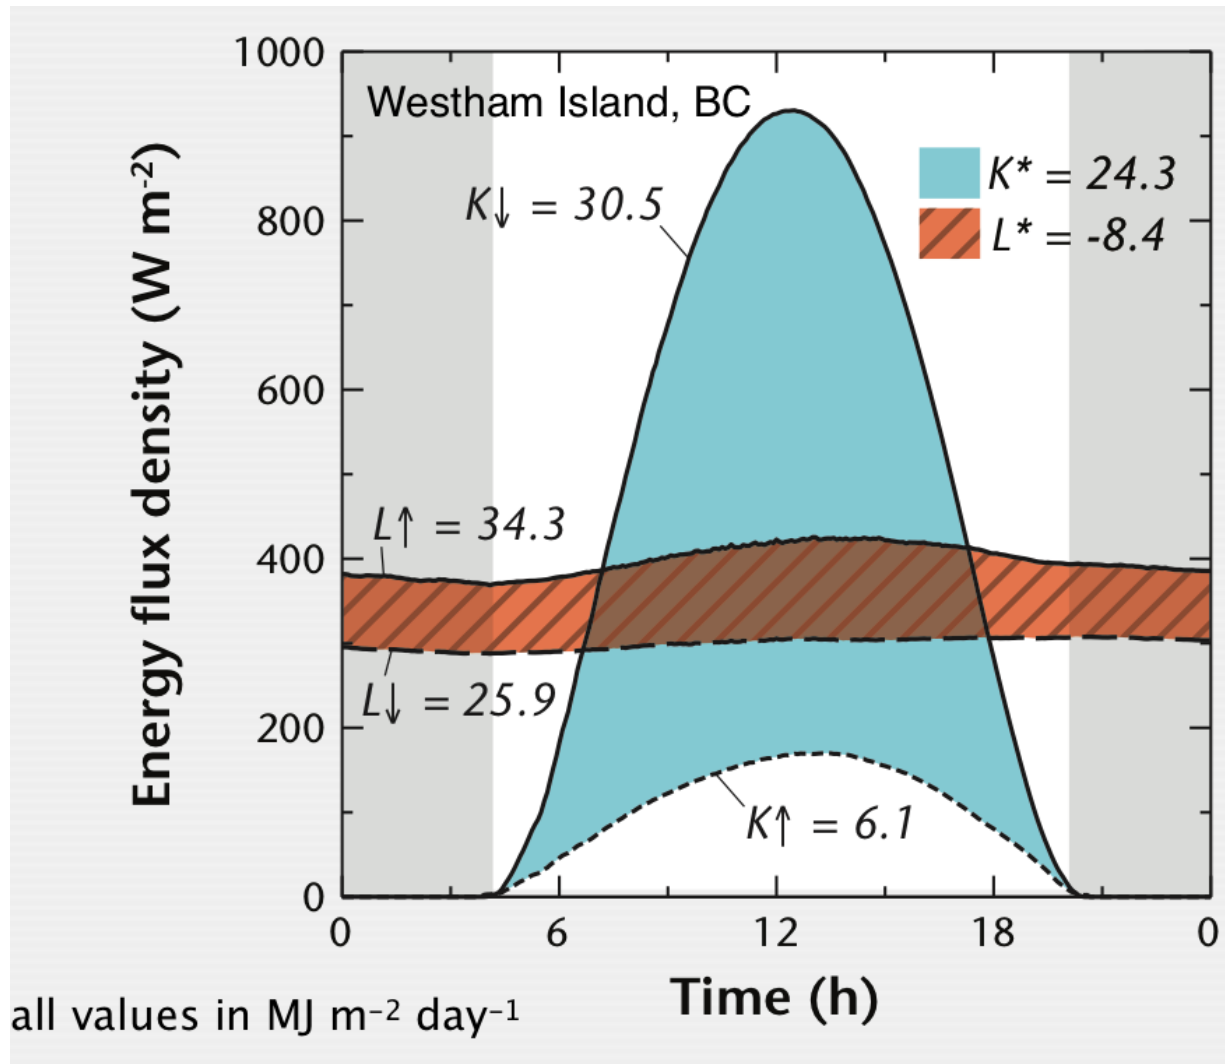 1000
Westham Island, BC
K* = 24.3
K↓ = 30.5
800
L* = -8.4
Energy flux density (W m⁻²)
600
L↑ = 34.3
400
L↓ = 25.9
200
K↑ = 6.1
0
0 6 12 18 0
Time (h)
all values in MJ m⁻² day⁻¹